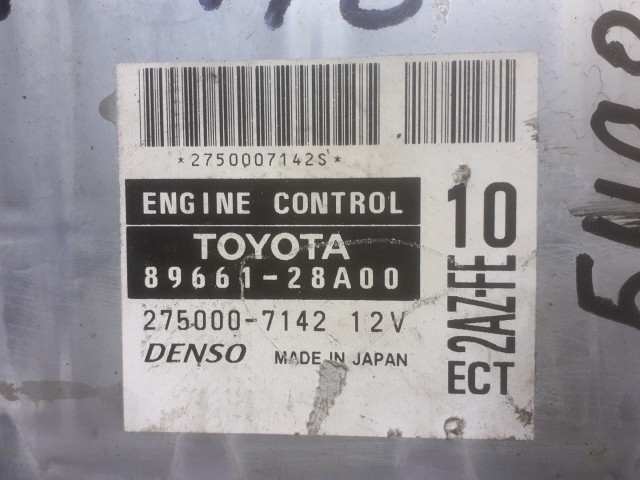 *2750007142S*
ENGINE CONTROL
TOYOTA
89661-28A00
275000-7142 12V
DENSO MADE IN JAPAN
10
2AZ-FE
ECT